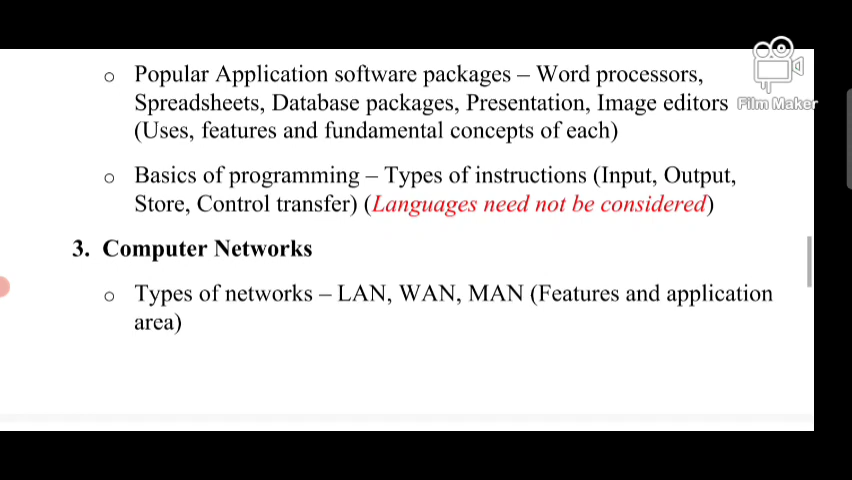 o Popular Application software packages – Word processors,
Spreadsheets, Database packages, Presentation, Image editors
Film Maker
(Uses, features and fundamental concepts of each)
o Basics of programming – Types of instructions (Input, Output,
Store, Control transfer) (Languages need not be considered)
3. Computer Networks
o Types of networks – LAN, WAN, MAN (Features and application
area)